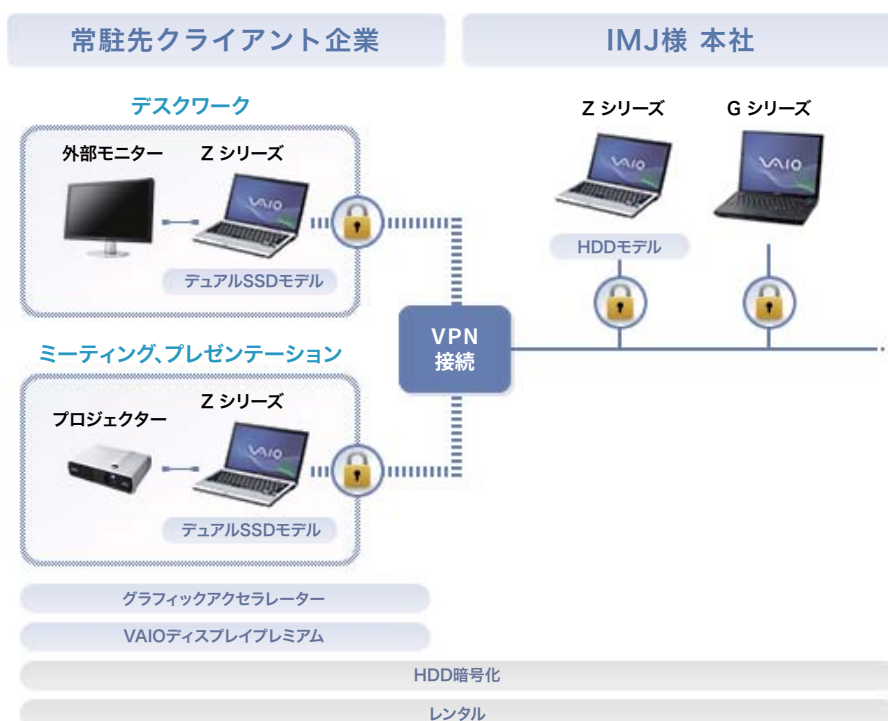 常駐先クライアント企業
IMJ様 本社
デスクワーク
外部モニター
Z シリーズ
VAIO
デュアルSSDモデル
ミーティング、プレゼンテーション
プロジェクター
Z シリーズ
VAIO
デュアルSSDモデル
VPN
接続
Z シリーズ
VAIO
HDDモデル
G シリーズ
VAIO
グラフィックアクセラレーター
VAIOディスプレイプレミアム
HDD暗号化
レンタル